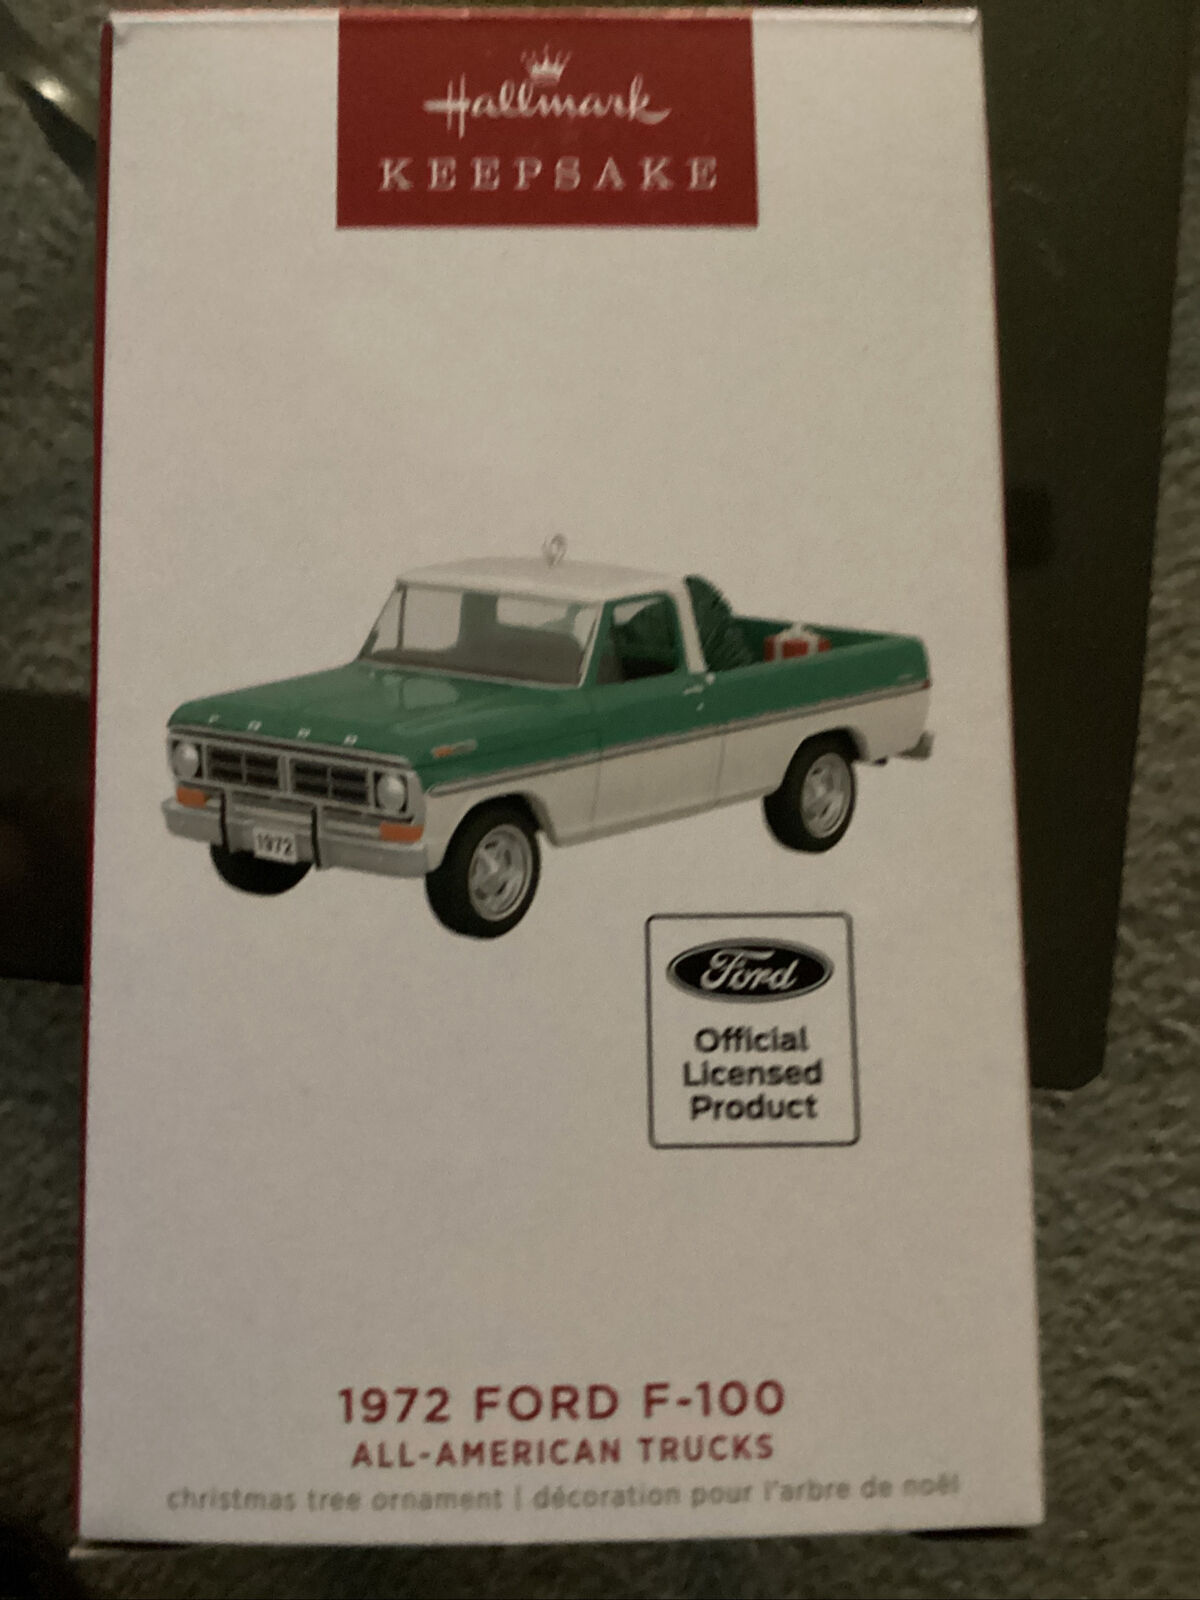 Hallmark
KEEPSAKE
FORD
1972
Ford
Official
Licensed
Product
1972 FORD F-100
ALL-AMERICAN TRUCKS
christmas tree ornament | décoration pour l'arbre de noël